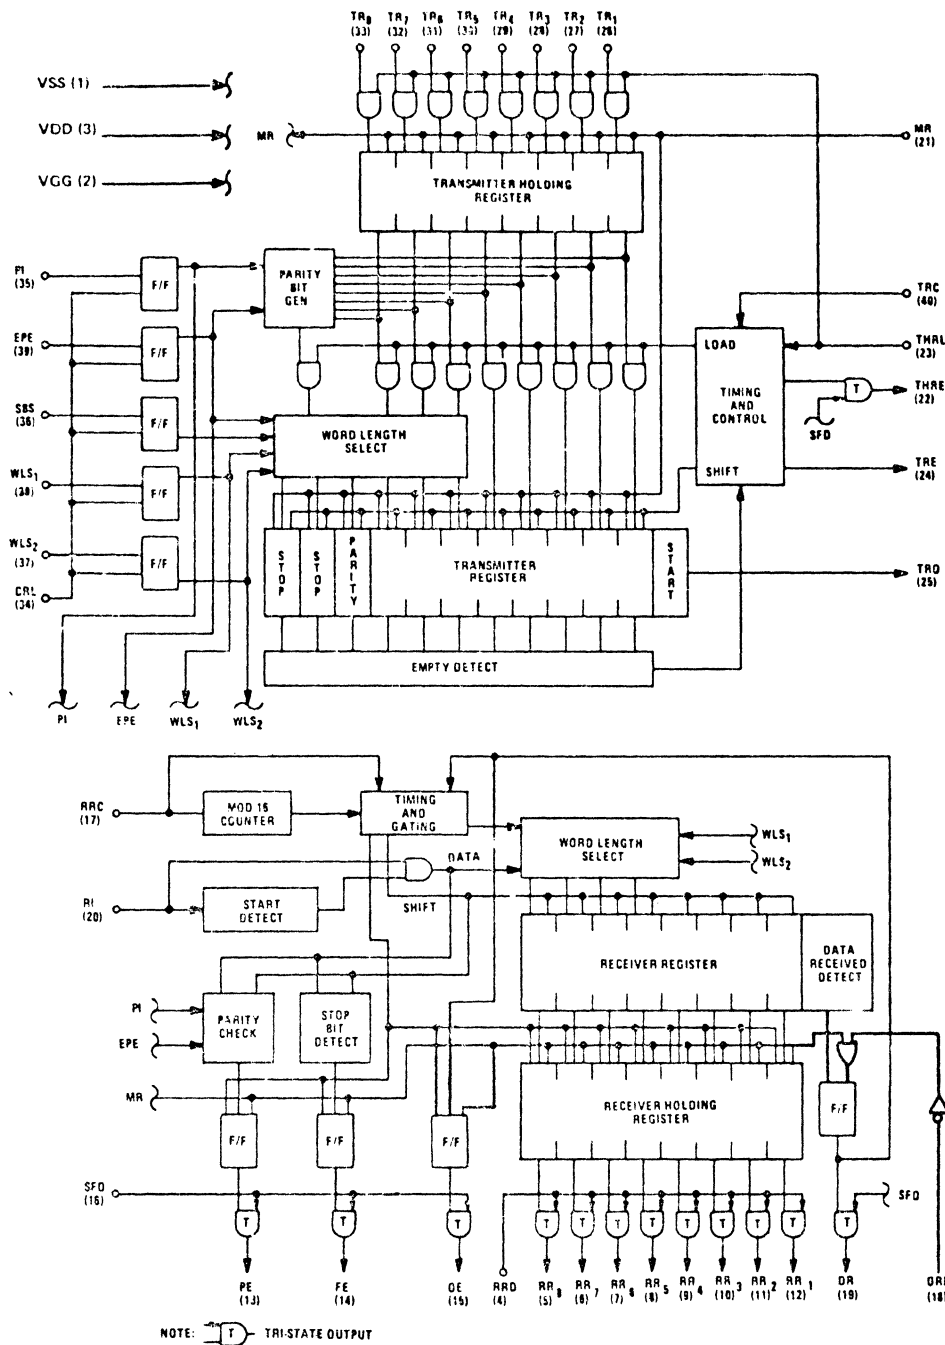 TR8 TR7 TR6 TR5 TR4 TR3 TR2 TR1
(33) (32) (31) (30) (29) (28) (27) (26)
VSS (1)
VDD (3)
MR
MR
(21)
VGG (2)
TRANSMITTER HOLDING
REGISTER
PI
(35)
F/F
PARITY
BIT
GEN
TRC
(40)
EPE
(39)
F/F
LOAD
THRL
(23)
TIMING
AND
CONTROL
T
THRE
(22)
SFD
SBS
(36)
F/F
WORD LENGTH
SELECT
SHIFT
TRE
(24)
WLS1
(38)
F/F
WLS2
(37)
F/F
CRL
(34)
STOP
STOP
PARITY
TRANSMITTER
REGISTER
START
TRO
(25)
EMPTY DETECT
PI EPE WLS1 WLS2
RRC
(17)
MOD 16
COUNTER
TIMING
AND
GATING
WORD LENGTH
SELECT
WLS1
WLS2
DATA
RI
(20)
START
DETECT
SHIFT
RECEIVER REGISTER
DATA
RECEIVED
DETECT
PI
EPE
PARITY
CHECK
STOP
BIT
DETECT
MR
F/F F/F F/F
RECEIVER HOLDING
REGISTER
F/F
SFD
(16)
SFD
T T T T T T T T T T T T
PE FE OE RRD RR8 RR7 RR6 RR5 RR4 RR3 RR2 RR1 DR DRR
(13) (14) (15) (4) (5) (6) (7) (8) (9) (10) (11) (12) (19) (18)
NOTE: T TRI-STATE OUTPUT